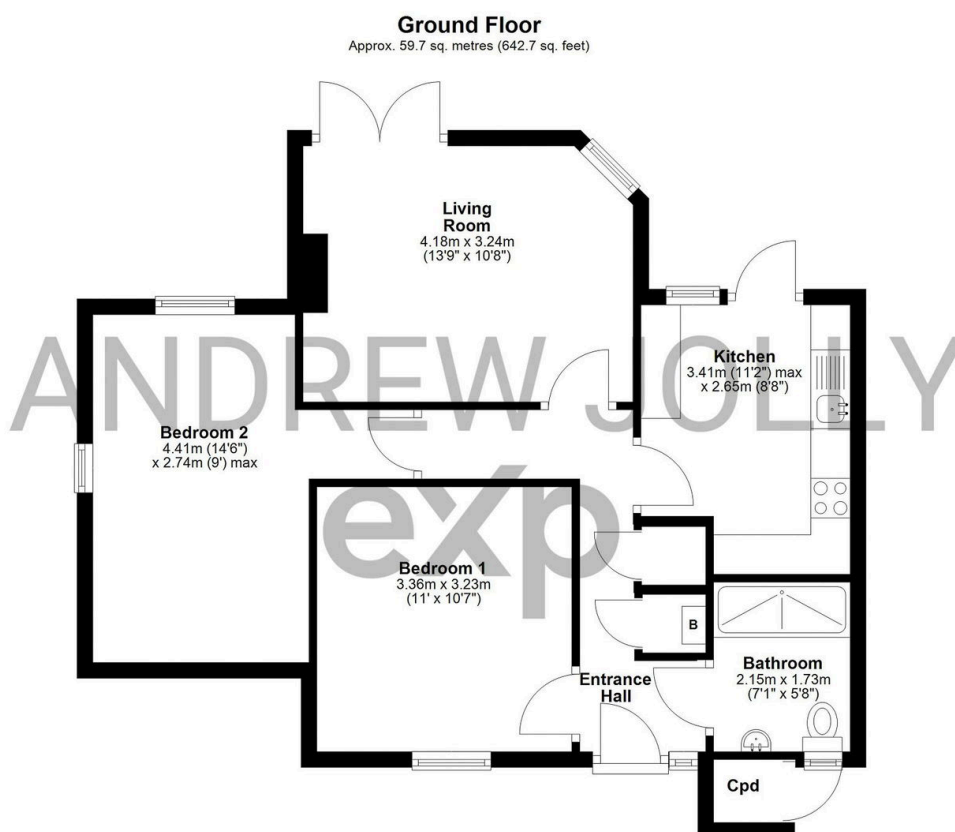 Ground Floor
Approx. 59.7 sq. metres (642.7 sq. feet)
Living
Room
4.18m x 3.24m
(13'9" x 10'8")
Kitchen
3.41m (11'2") max
x 2.65m (8'8")
ANDREW JOLLY
exp
Bedroom 2
4.41m (14'6")
x 2.74m (9') max
Bedroom 1
3.36m x 3.23m
(11' x 10'7")
B
Entrance
Hall
Bathroom
2.15m x 1.73m
(7'1" x 5'8")
Cpd